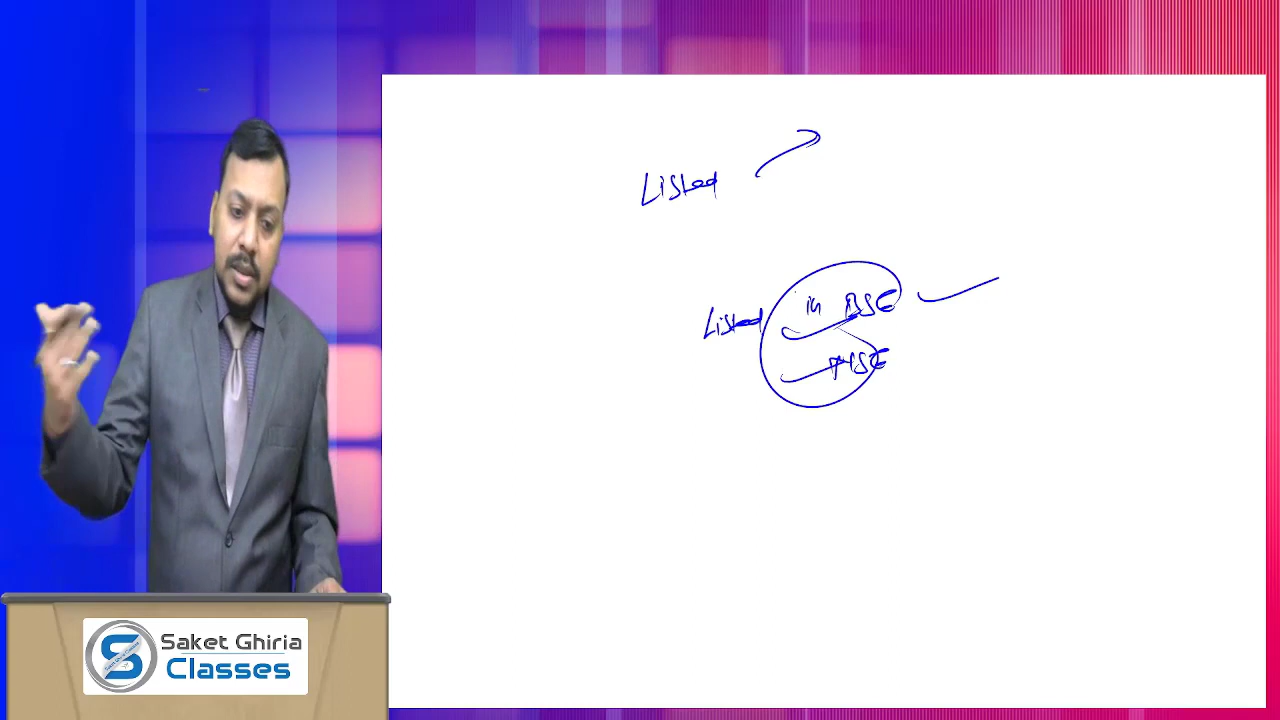 Listed
Listed in BSE
NSE
Saket Ghiria
Classes